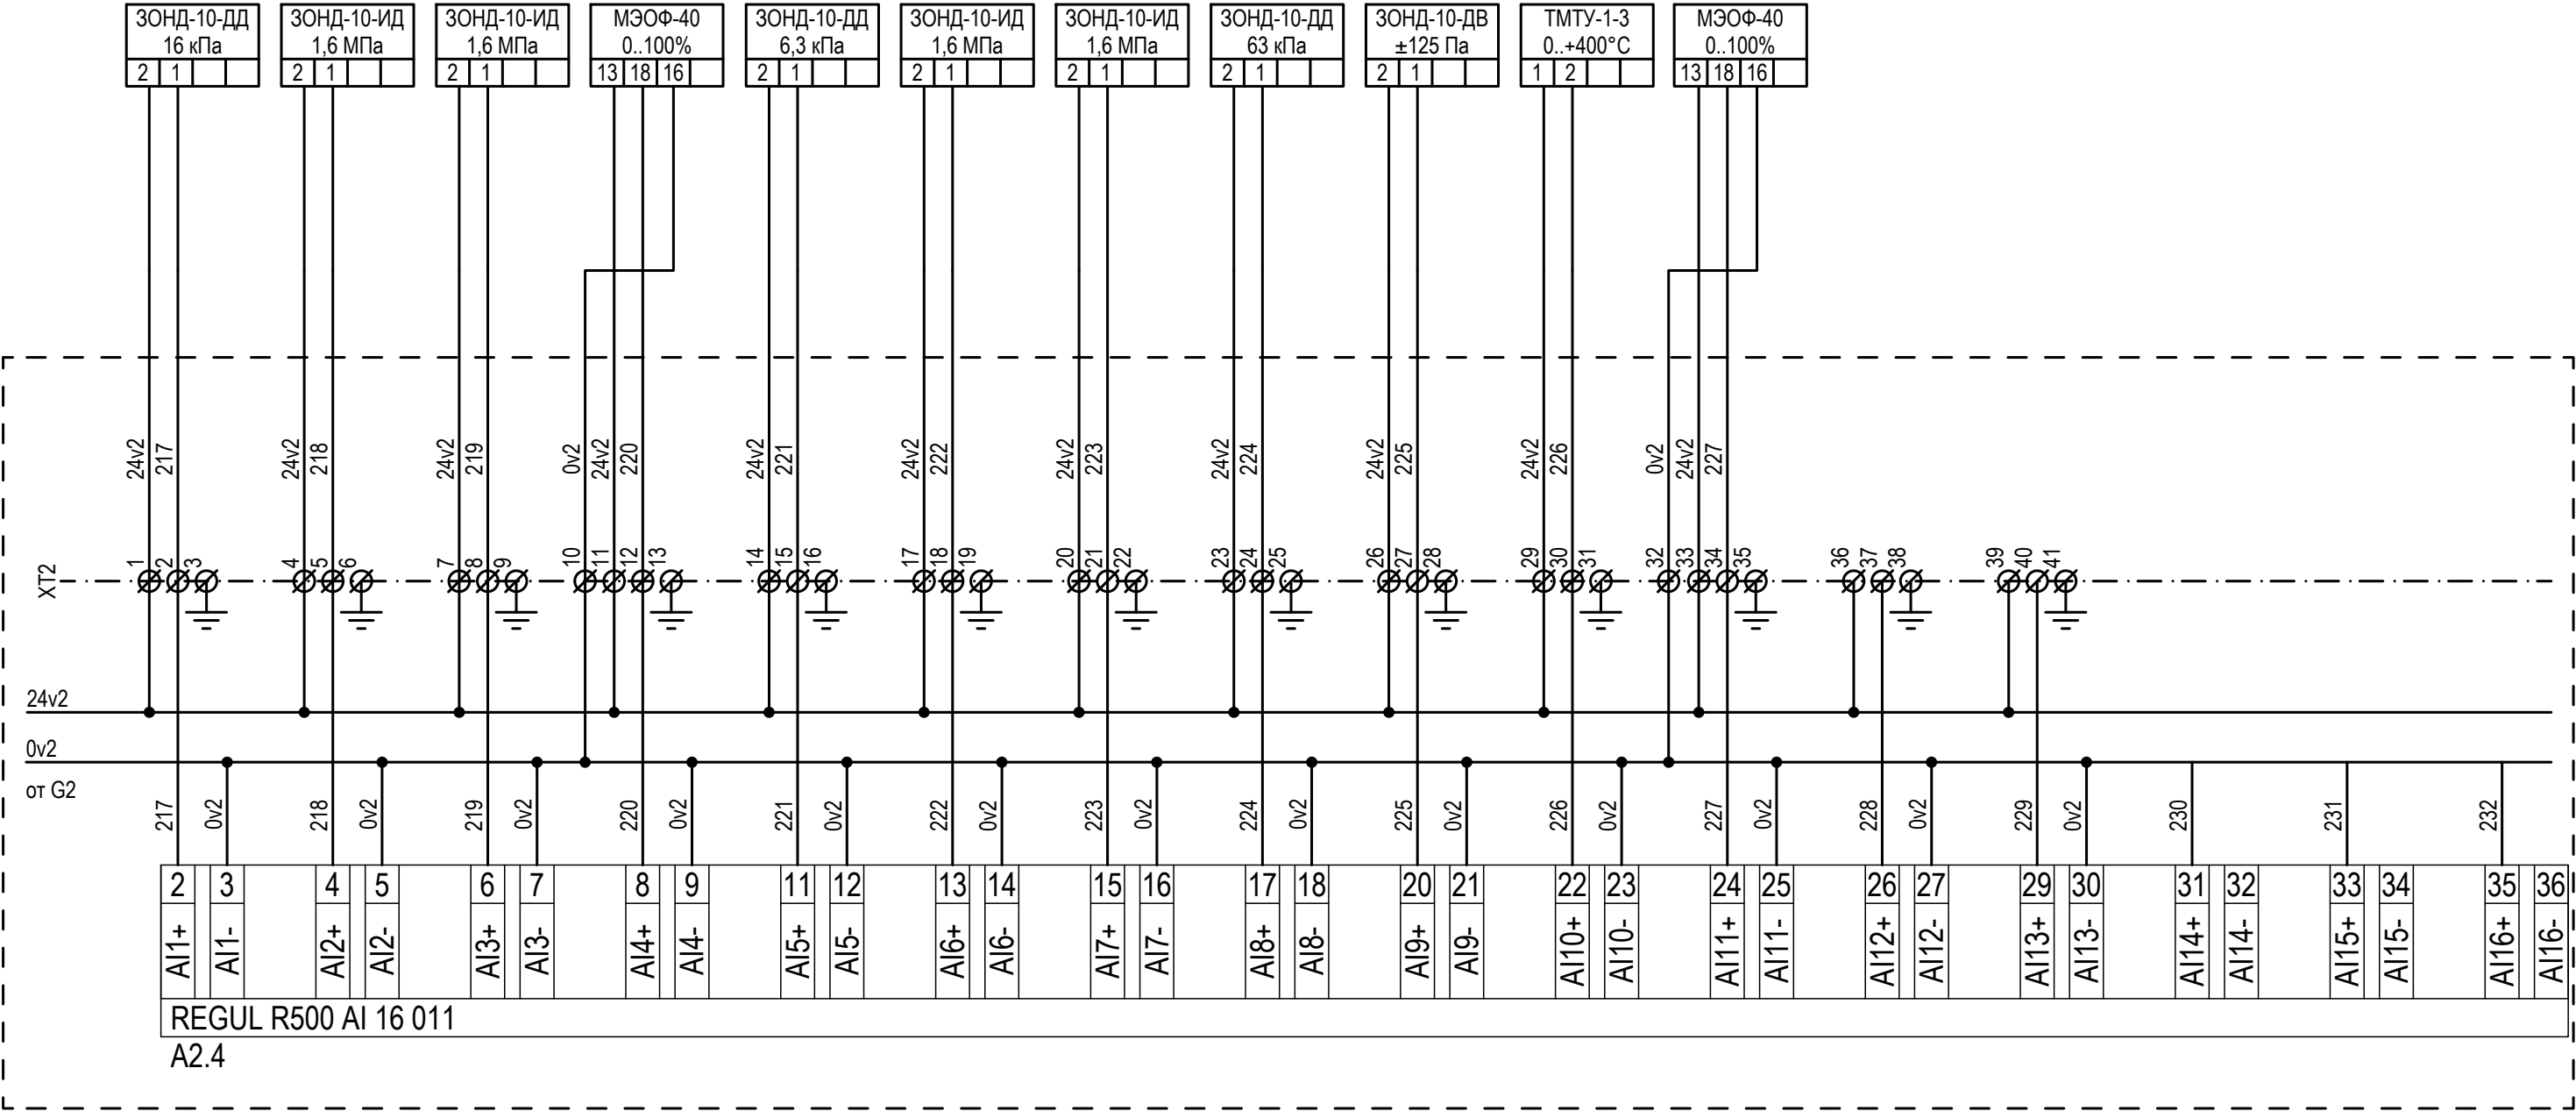 ЗОНД-10-ДД ЗОНД-10-ИД ЗОНД-10-ИД МЭОФ-40 ЗОНД-10-ДД ЗОНД-10-ИД ЗОНД-10-ИД ЗОНД-10-ДД ЗОНД-10-ДВ ТМТУ-1-3 МЭОФ-40
16 кПа 1,6 МПа 1,6 МПа 0..100% 6,3 кПа 1,6 МПа 1,6 МПа 63 кПа ±125 Па 0..+400°С 0..100%
2 1 2 1 2 1 13 18 16 2 1 2 1 2 1 2 1 2 1 1 2 13 18 16
24v2 217 24v2 218 24v2 219 0v2 24v2 220 24v2 221 24v2 222 24v2 223 24v2 224 24v2 225 24v2 226 0v2 24v2 227
XT2 1 2 3 4 5 6 7 8 9 10 11 12 13 14 15 16 17 18 19 20 21 22 23 24 25 26 27 28 29 30 31 32 33 34 35 36 37 38 39 40 41
24v2
0v2
от G2
217 0v2 218 0v2 219 0v2 220 0v2 221 0v2 222 0v2 223 0v2 224 0v2 225 0v2 226 0v2 227 0v2 228 0v2 229 0v2 230 231 232
2 3 4 5 6 7 8 9 11 12 13 14 15 16 17 18 20 21 22 23 24 25 26 27 29 30 31 32 33 34 35 36
AI1+ AI1- AI2+ AI2- AI3+ AI3- AI4+ AI4- AI5+ AI5- AI6+ AI6- AI7+ AI7- AI8+ AI8- AI9+ AI9- AI10+ AI10- AI11+ AI11- AI12+ AI12- AI13+ AI13- AI14+ AI14- AI15+ AI15- AI16+ AI16-
REGUL R500 AI 16 011
A2.4